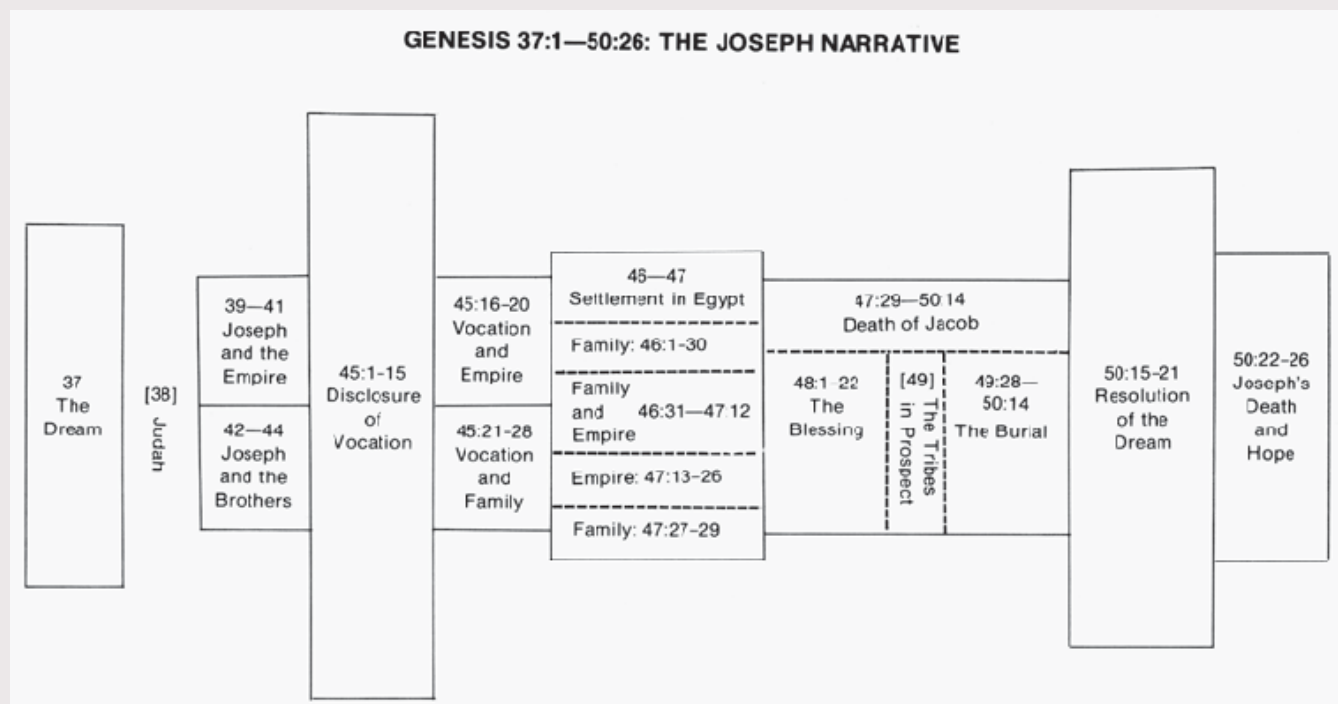 GENESIS 37:1—50:26: THE JOSEPH NARRATIVE
37
The
Dream
[38]
Judah
39—41
Joseph
and the
Empire
42—44
Joseph
and the
Brothers
45:1-15
Disclosure
of
Vocation
45:16-20
Vocation
and
Empire
45:21-28
Vocation
and
Family
46—47
Settlement in Egypt
Family: 46:1-30
Family
and 46:31—47:12
Empire
Empire: 47:13-26
Family: 47:27-29
47:29—50:14
Death of Jacob
48:1-22
The
Blessing
[49]
The Tribes
in Prospect
49:28—
50:14
The Burial
50:15-21
Resolution
of the
Dream
50:22-26
Joseph's
Death
and
Hope